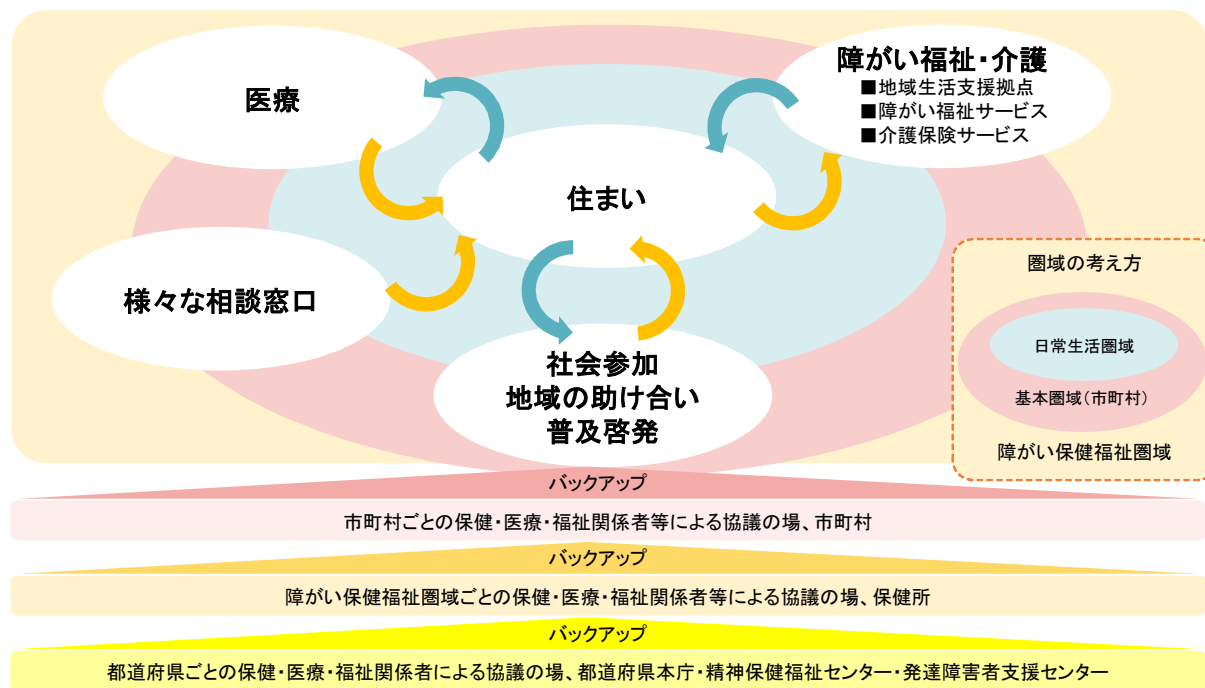 医療
障がい福祉・介護
■地域生活支援拠点
■障がい福祉サービス
■介護保険サービス
住まい
様々な相談窓口
社会参加
地域の助け合い
普及啓発
圏域の考え方
日常生活圏域
基本圏域（市町村）
障がい保健福祉圏域
バックアップ
市町村ごとの保健・医療・福祉関係者等による協議の場、市町村
バックアップ
障がい保健福祉圏域ごとの保健・医療・福祉関係者等による協議の場、保健所
バックアップ
都道府県ごとの保健・医療・福祉関係者による協議の場、都道府県本庁・精神保健福祉センター・発達障害者支援センター